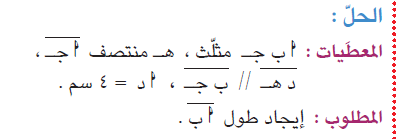 الحلّ :
المعطيات : أ ب جـ مثلّث ، هـ منتصف أ جـ ،
د هـ // ب جـ ، أ د = ٤ سم .
المطلوب : إيجاد طول أ ب .